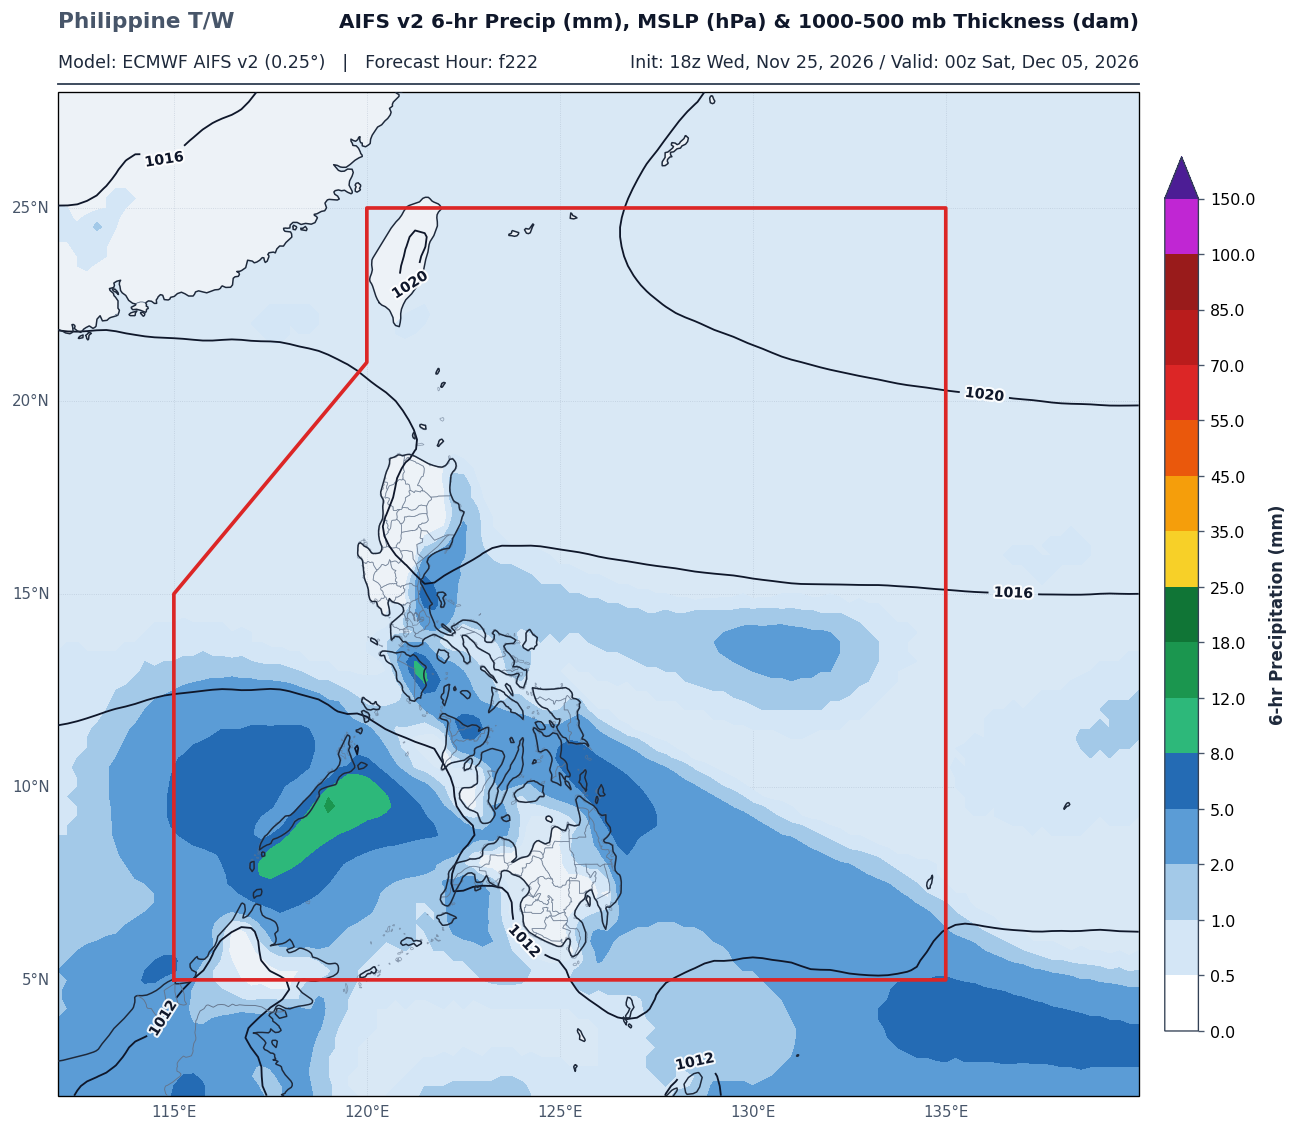 Philippine T/W
AIFS v2 6-hr Precip (mm), MSLP (hPa) & 1000-500 mb Thickness (dam)
Model: ECMWF AIFS v2 (0.25°) | Forecast Hour: f222
Init: 18z Wed, Nov 25, 2026 / Valid: 00z Sat, Dec 05, 2026
1016
1020
1020
1016
1012
1012
1012
25°N
20°N
15°N
10°N
5°N
115°E
120°E
125°E
130°E
135°E
150.0
100.0
85.0
70.0
55.0
45.0
35.0
25.0
18.0
12.0
8.0
5.0
2.0
1.0
0.5
0.0
6-hr Precipitation (mm)